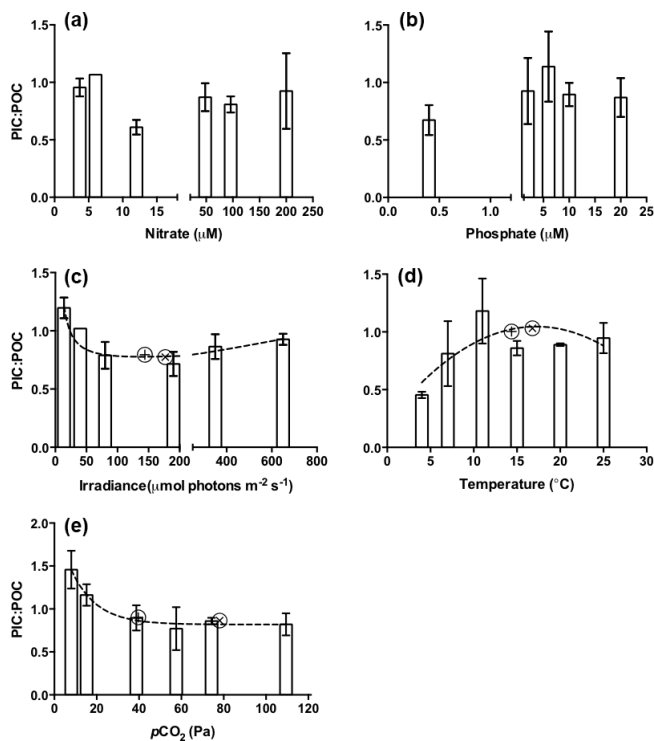 (a)
(b)
PIC:POC
1.5
1.0
0.5
0.0
0 5 10 15 50 100 150 200 250
Nitrate (μM)
1.5
1.0
0.5
0.0
0.0 0.5 1.0 5 10 15 20 25
Phosphate (μM)
(c)
(d)
PIC:POC
1.5
1.0
0.5
0.0
0 50 100 150 200 400 600 800
Irradiance(μmol photons m⁻² s⁻¹)
1.5
1.0
0.5
0.0
0 5 10 15 20 25 30
Temperature (°C)
(e)
PIC:POC
2.0
1.5
1.0
0.5
0.0
0 20 40 60 80 100 120
pCO₂ (Pa)